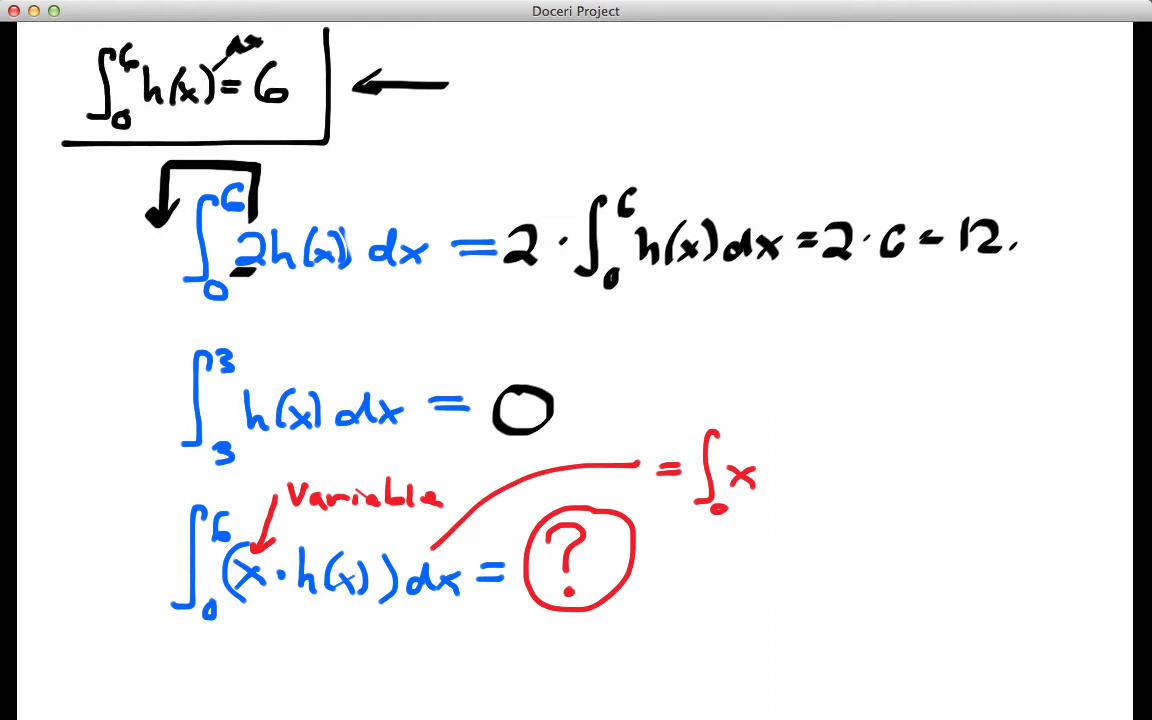 Doceri Project
∫₀⁶ h(x) dx = 6
∫₀⁶ 2h(x) dx = 2 · ∫₀⁶ h(x) dx = 2 · 6 = 12.
∫₃³ h(x) dx = 0
= ∫₀ x
Variable
∫₀⁶ (x · h(x)) dx = ?